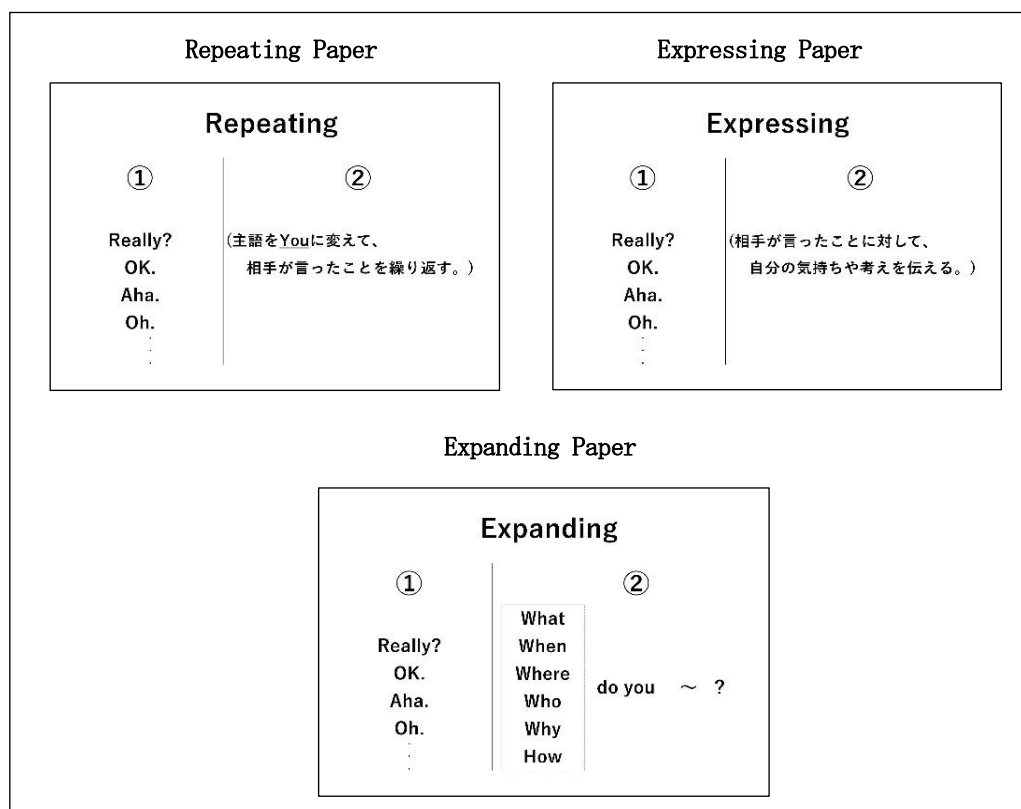 Repeating Paper
Repeating
①
②
Really?
OK.
Aha.
Oh.
(主語をYouに変えて、
相手が言ったことを繰り返す。)
Expressing Paper
Expressing
①
②
Really?
OK.
Aha.
Oh.
(相手が言ったことに対して、
自分の気持ちや考えを伝える。)
Expanding Paper
Expanding
①
②
Really?
OK.
Aha.
Oh.
What
When
Where
Who
Why
How
do you ～ ?